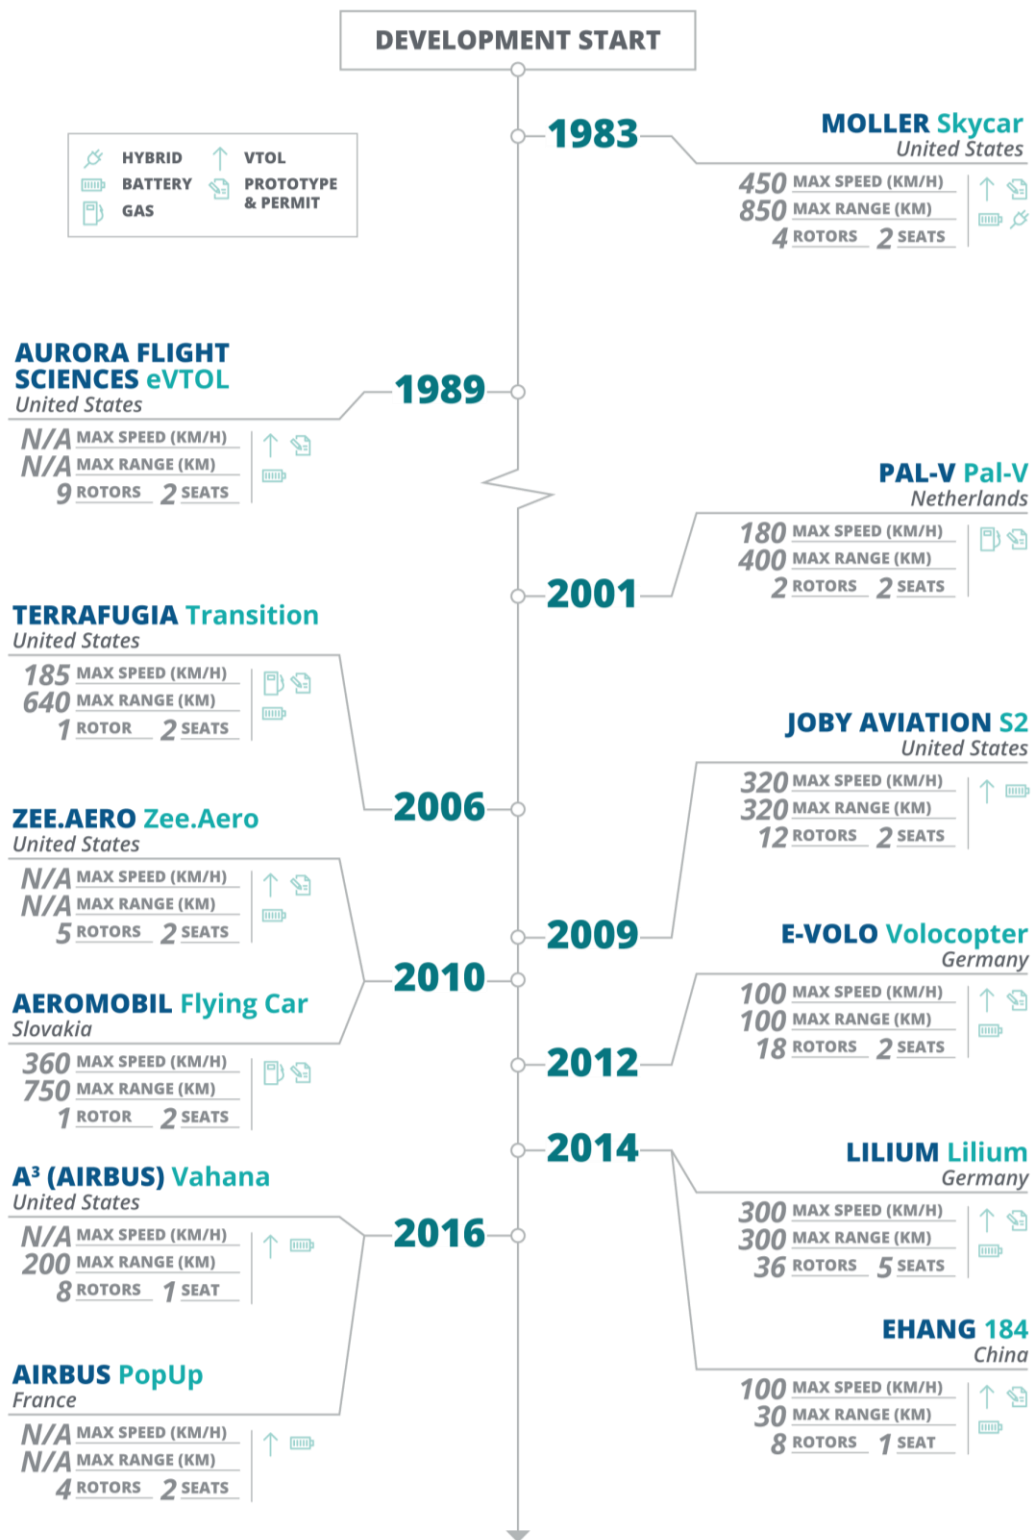 DEVELOPMENT START
1983
MOLLER Skycar
United States
450 MAX SPEED (KM/H)
850 MAX RANGE (KM)
4 ROTORS 2 SEATS
HYBRID
VTOL
BATTERY
PROTOTYPE
& PERMIT
GAS
AURORA FLIGHT
SCIENCES eVTOL
United States
N/A MAX SPEED (KM/H)
N/A MAX RANGE (KM)
9 ROTORS 2 SEATS
1989
PAL-V Pal-V
Netherlands
180 MAX SPEED (KM/H)
400 MAX RANGE (KM)
2 ROTORS 2 SEATS
2001
TERRAFUGIA Transition
United States
185 MAX SPEED (KM/H)
640 MAX RANGE (KM)
1 ROTOR 2 SEATS
2006
JOBY AVIATION S2
United States
320 MAX SPEED (KM/H)
320 MAX RANGE (KM)
12 ROTORS 2 SEATS
2009
ZEE.AERO Zee.Aero
United States
N/A MAX SPEED (KM/H)
N/A MAX RANGE (KM)
5 ROTORS 2 SEATS
2010
AEROMOBIL Flying Car
Slovakia
360 MAX SPEED (KM/H)
750 MAX RANGE (KM)
1 ROTOR 2 SEATS
E-VOLO Volocopter
Germany
100 MAX SPEED (KM/H)
100 MAX RANGE (KM)
18 ROTORS 2 SEATS
2012
2014
LILIUM Lilium
Germany
300 MAX SPEED (KM/H)
300 MAX RANGE (KM)
36 ROTORS 5 SEATS
EHANG 184
China
100 MAX SPEED (KM/H)
30 MAX RANGE (KM)
8 ROTORS 1 SEAT
A³ (AIRBUS) Vahana
United States
N/A MAX SPEED (KM/H)
200 MAX RANGE (KM)
8 ROTORS 1 SEAT
2016
AIRBUS PopUp
France
N/A MAX SPEED (KM/H)
N/A MAX RANGE (KM)
4 ROTORS 2 SEATS